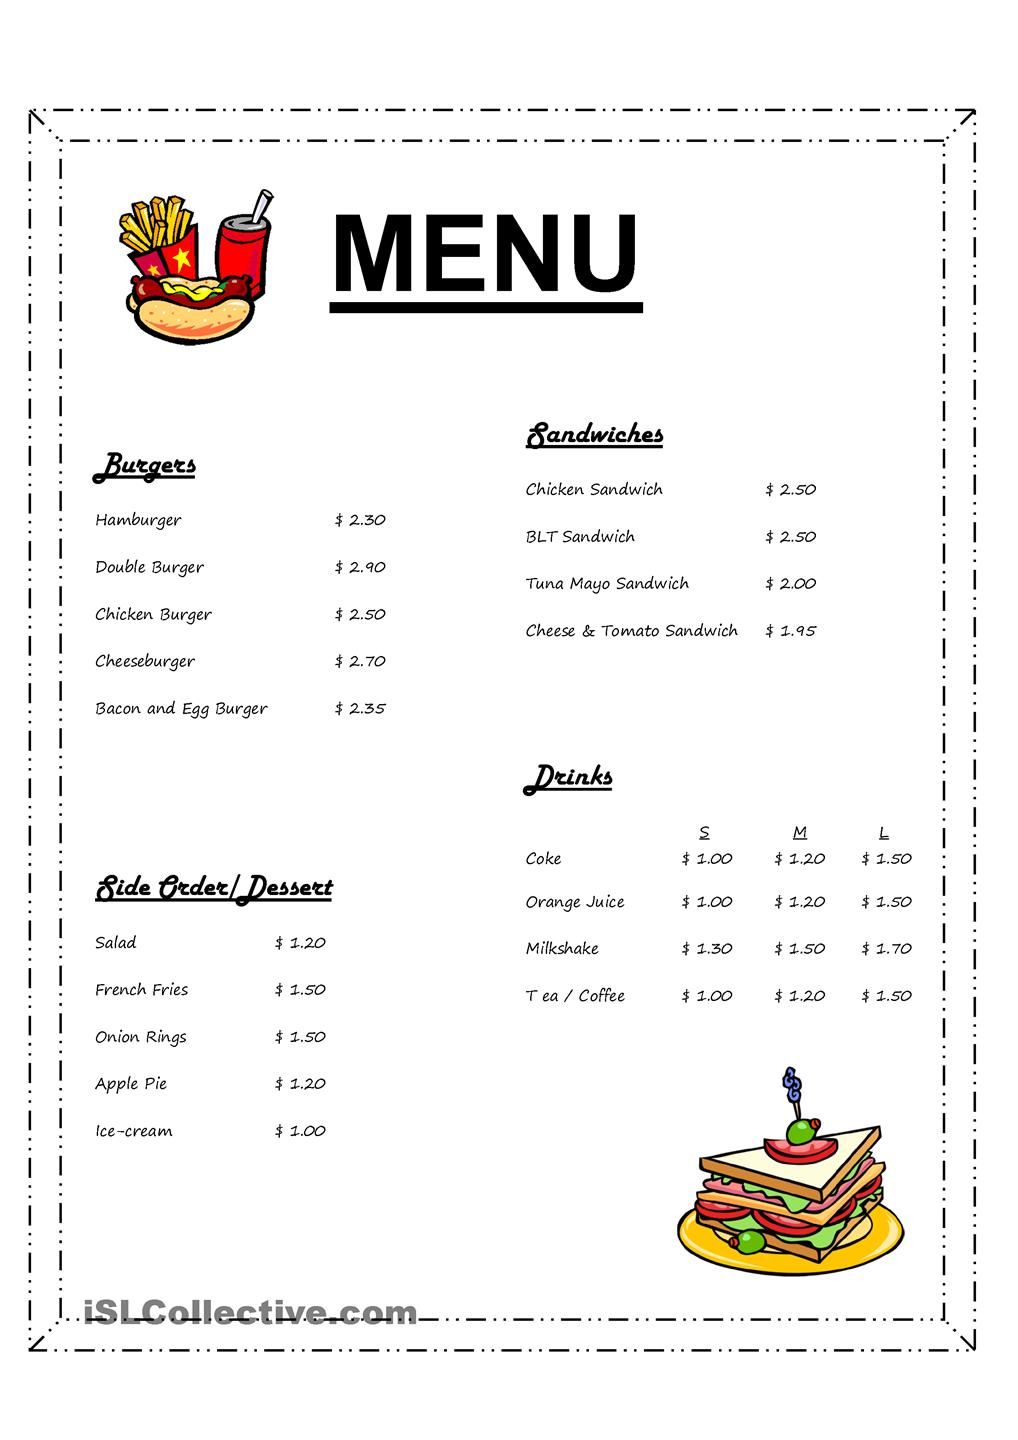 MENU
Burgers
Hamburger $ 2.30
Double Burger $ 2.90
Chicken Burger $ 2.50
Cheeseburger $ 2.70
Bacon and Egg Burger $ 2.35
Side Order/Dessert
Salad $ 1.20
French Fries $ 1.50
Onion Rings $ 1.50
Apple Pie $ 1.20
Ice-cream $ 1.00
Sandwiches
Chicken Sandwich $ 2.50
BLT Sandwich $ 2.50
Tuna Mayo Sandwich $ 2.00
Cheese & Tomato Sandwich $ 1.95
Drinks
S M L
Coke $ 1.00 $ 1.20 $ 1.50
Orange Juice $ 1.00 $ 1.20 $ 1.50
Milkshake $ 1.30 $ 1.50 $ 1.70
T ea / Coffee $ 1.00 $ 1.20 $ 1.50
iSLCollective.com